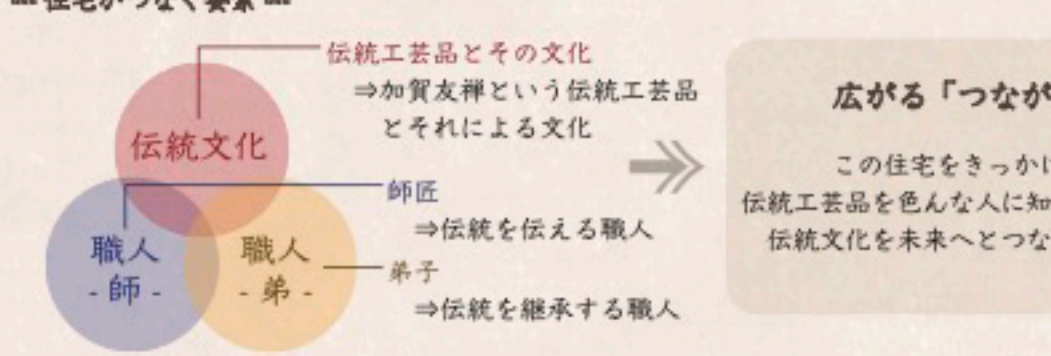 伝統工芸品とその文化
⇒加賀友禅という伝統工芸品
とそれによる文化
伝統文化
師匠
⇒伝統を伝える職人
職人
- 師 -
職人
- 弟 -
弟子
⇒伝統を継承する職人
広がる「つなが
この住宅をきっかけ
伝統工芸品を色んな人に知
伝統文化を未来へとつな